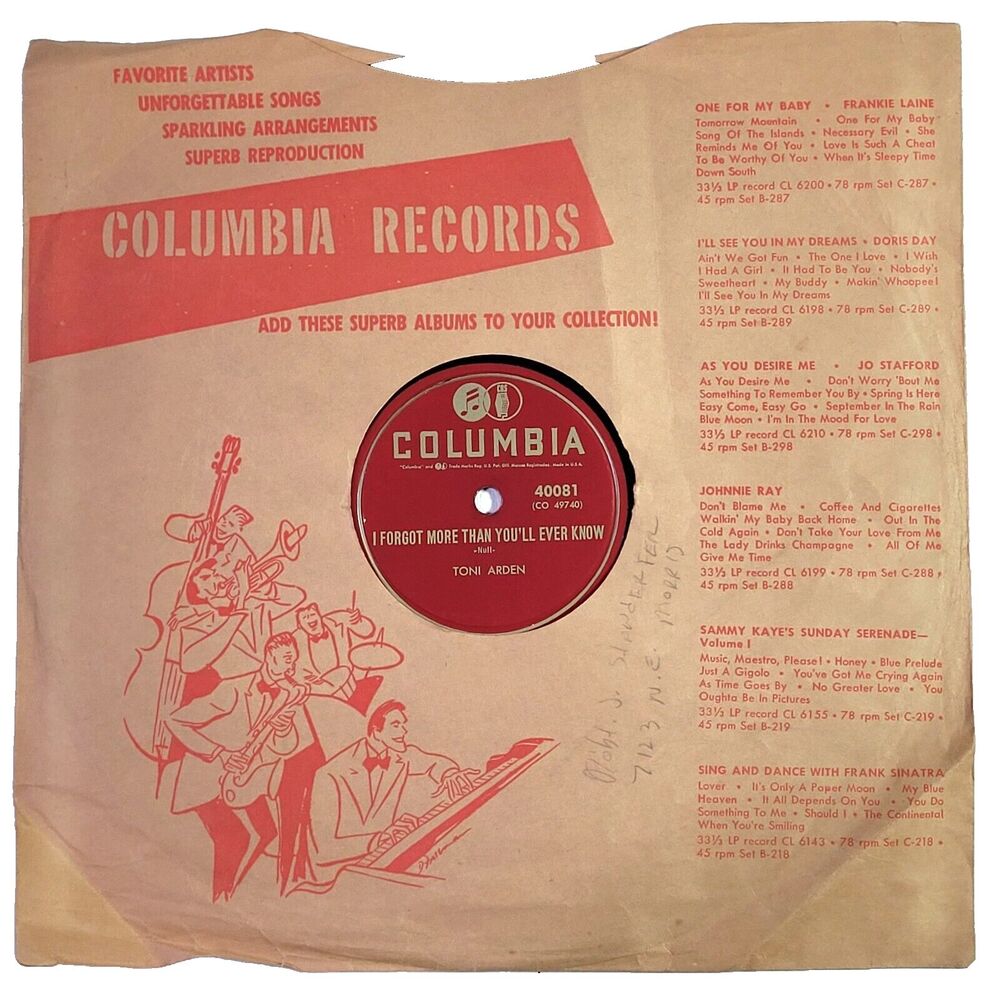 FAVORITE ARTISTS
UNFORGETTABLE SONGS
SPARKLING ARRANGEMENTS
SUPERB REPRODUCTION
COLUMBIA RECORDS
ADD THESE SUPERB ALBUMS TO YOUR COLLECTION!
CBS
COLUMBIA
"Columbia" and Trade Marks Reg. U.S. Pat. Off. Marcas Registradas. Made in U.S.A.
40081
(CO 49740)
I FORGOT MORE THAN YOU'LL EVER KNOW
-Null-
TONI ARDEN
Robt. J.
7123 N.E. MORRIS
ONE FOR MY BABY • FRANKIE LAINE
Tomorrow Mountain • One For My Baby
Song Of The Islands • Necessary Evil • She
Reminds Me Of You • Love Is Such A Cheat
To Be Worthy Of You • When It's Sleepy Time
Down South
33⅓ LP record CL 6200 • 78 rpm Set C-287 •
45 rpm Set B-287
I'LL SEE YOU IN MY DREAMS • DORIS DAY
Ain't We Got Fun • The One I Love • I Wish
I Had A Girl • It Had To Be You • Nobody's
Sweetheart • My Buddy • Makin' Whoopee!
I'll See You In My Dreams
33⅓ LP record CL 6198 • 78 rpm Set C-289 •
45 rpm Set B-289
AS YOU DESIRE ME • JO STAFFORD
As You Desire Me • Don't Worry 'Bout Me
Something To Remember You By • Spring Is Here
Easy Come, Easy Go • September In The Rain
Blue Moon • I'm In The Mood For Love
33⅓ LP record CL 6210 • 78 rpm Set C-298 •
45 rpm Set B-298
JOHNNIE RAY
Don't Blame Me • Coffee And Cigarettes
Walkin' My Baby Back Home • Out In The
Cold Again • Don't Take Your Love From Me
The Lady Drinks Champagne • All Of Me
Give Me Time
33⅓ LP record CL 6199 • 78 rpm Set C-288 •
45 rpm Set B-288
SAMMY KAYE'S SUNDAY SERENADE—
Volume I
Music, Maestro, Please! • Honey • Blue Prelude
Just A Gigolo • You've Got Me Crying Again
As Time Goes By • No Greater Love • You
Oughta Be In Pictures
33⅓ LP record CL 6155 • 78 rpm Set C-219 •
45 rpm Set B-219
SING AND DANCE WITH FRANK SINATRA
Lover • It's Only A Paper Moon • My Blue
Heaven • It All Depends On You • You Do
Something To Me • Should I • The Continental
When You're Smiling
33⅓ LP record CL 6143 • 78 rpm Set C-218 •
45 rpm Set B-218